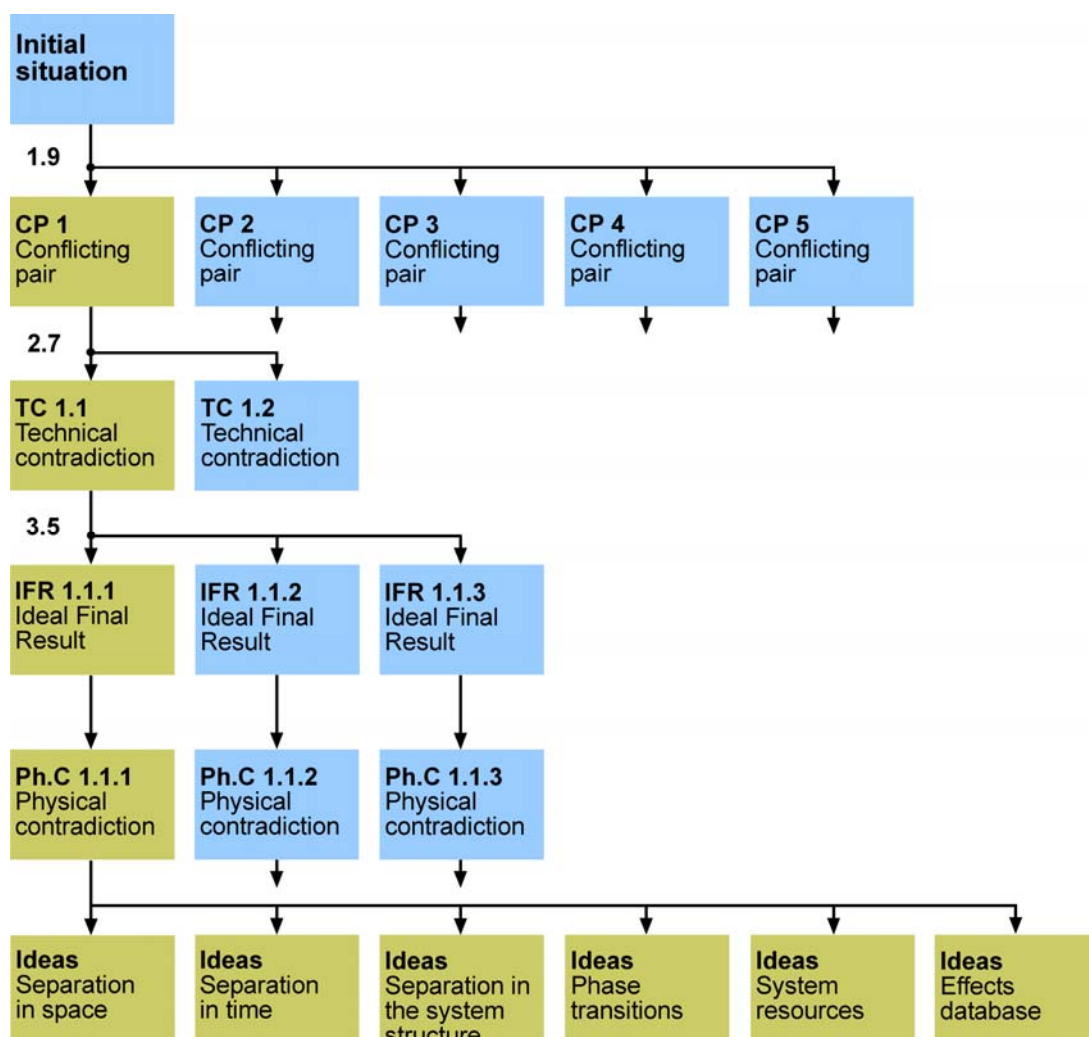 Initial
situation
1.9
CP 1
Conflicting
pair
CP 2
Conflicting
pair
CP 3
Conflicting
pair
CP 4
Conflicting
pair
CP 5
Conflicting
pair
2.7
TC 1.1
Technical
contradiction
TC 1.2
Technical
contradiction
3.5
IFR 1.1.1
Ideal Final
Result
IFR 1.1.2
Ideal Final
Result
IFR 1.1.3
Ideal Final
Result
Ph.C 1.1.1
Physical
contradiction
Ph.C 1.1.2
Physical
contradiction
Ph.C 1.1.3
Physical
contradiction
Ideas
Separation
in space
Ideas
Separation
in time
Ideas
Separation in
the system
structure
Ideas
Phase
transitions
Ideas
System
resources
Ideas
Effects
database